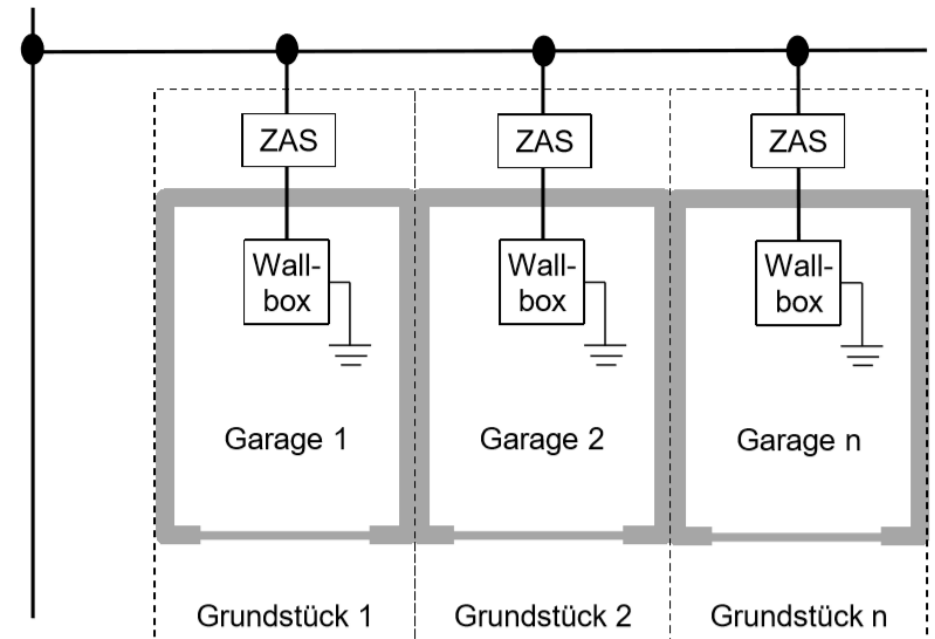 ZAS ZAS ZAS
Wall- Wall- Wall-
box box box
Garage 1 Garage 2 Garage n
Grundstück 1 Grundstück 2 Grundstück n